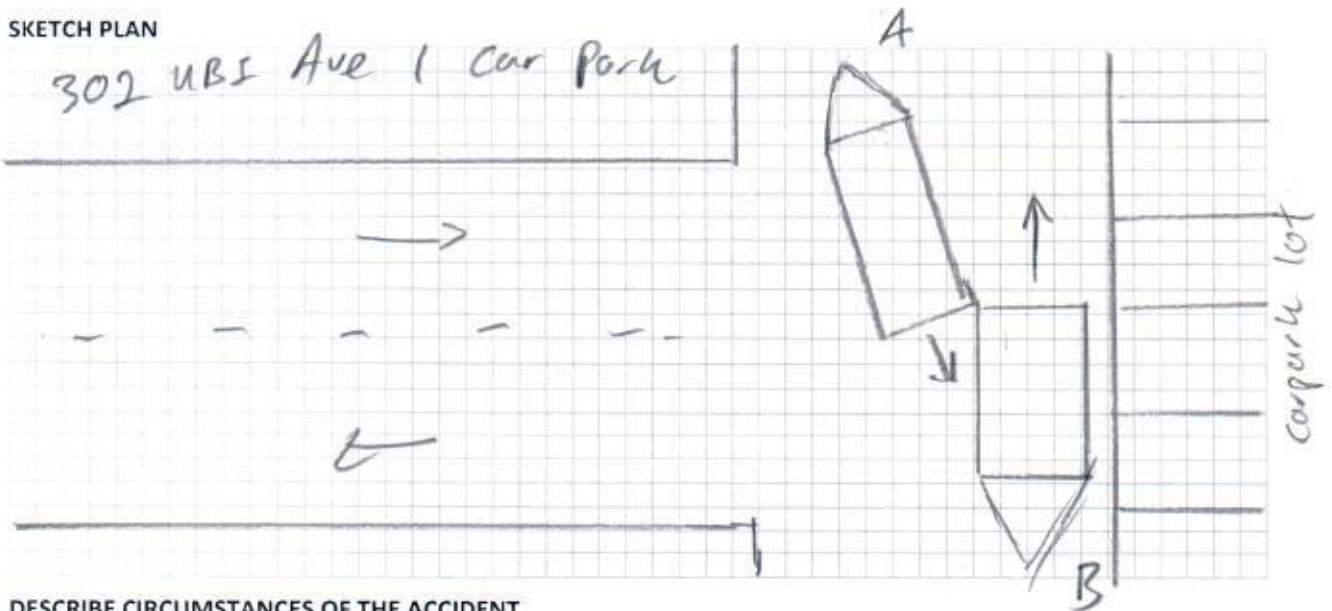 SKETCH PLAN
302 UBI Ave 1 Car Park
A
carpark lot
B
DESCRIBE CIRCUMSTANCES OF THE ACCIDENT